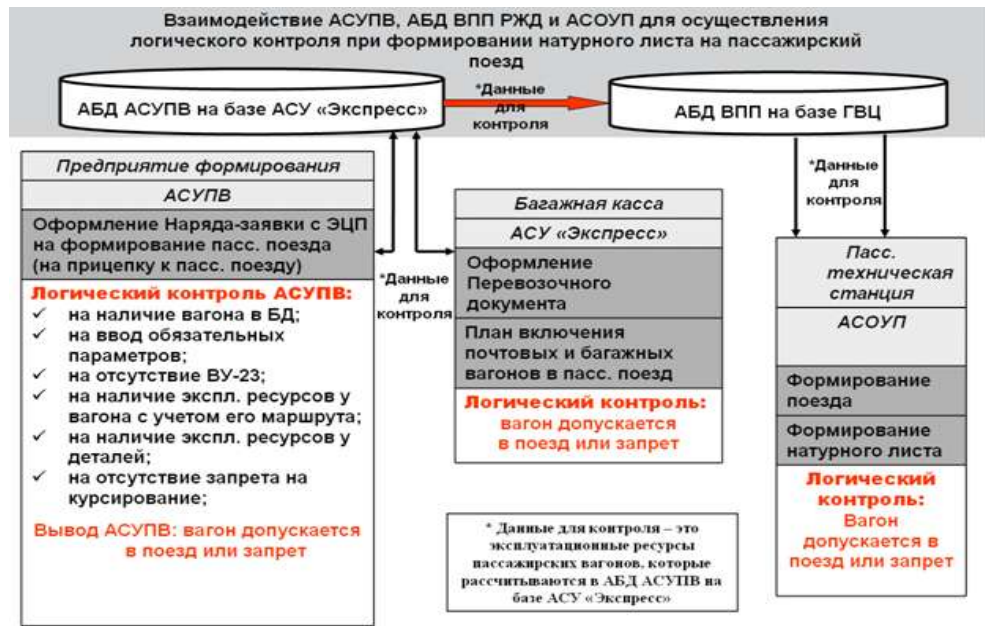 Взаимодействие АСУПВ, АБД ВПП РЖД и АСОУП для осуществления
логического контроля при формировании натурного листа на пассажирский
поезд
АБД АСУПВ на базе АСУ «Экспресс»
*Данные
для
контроля
АБД ВПП на базе ГВЦ
Предприятие формирования
АСУПВ
Оформление Наряда-заявки с ЭЦП
на формирование пасс. поезда
(на прицепку к пасс. поезду)
Логический контроль АСУПВ:
✓ на наличие вагона в БД;
✓ на ввод обязательных
параметров;
✓ на отсутствие ВУ-23;
✓ на наличие экспл. ресурсов у
вагона с учетом его маршрута;
✓ на наличие экспл. ресурсов у
деталей;
✓ на отсутствие запрета на
курсирование;
Вывод АСУПВ: вагон допускается
в поезд или запрет
*Данные
для
контроля
Багажная касса
АСУ «Экспресс»
Оформление
Перевозочного
документа
План включения
почтовых и багажных
вагонов в пасс. поезд
Логический контроль:
вагон допускается
в поезд или запрет
* Данные для контроля – это
эксплуатационные ресурсы
пассажирских вагонов, которые
рассчитываются в АБД АСУПВ на
базе АСУ «Экспресс»
*Данные
для
контроля
Пасс.
техническая
станция
АСОУП
Формирование
поезда
Формирование
натурного листа
Логический
контроль:
Вагон
допускается в
поезд или запрет